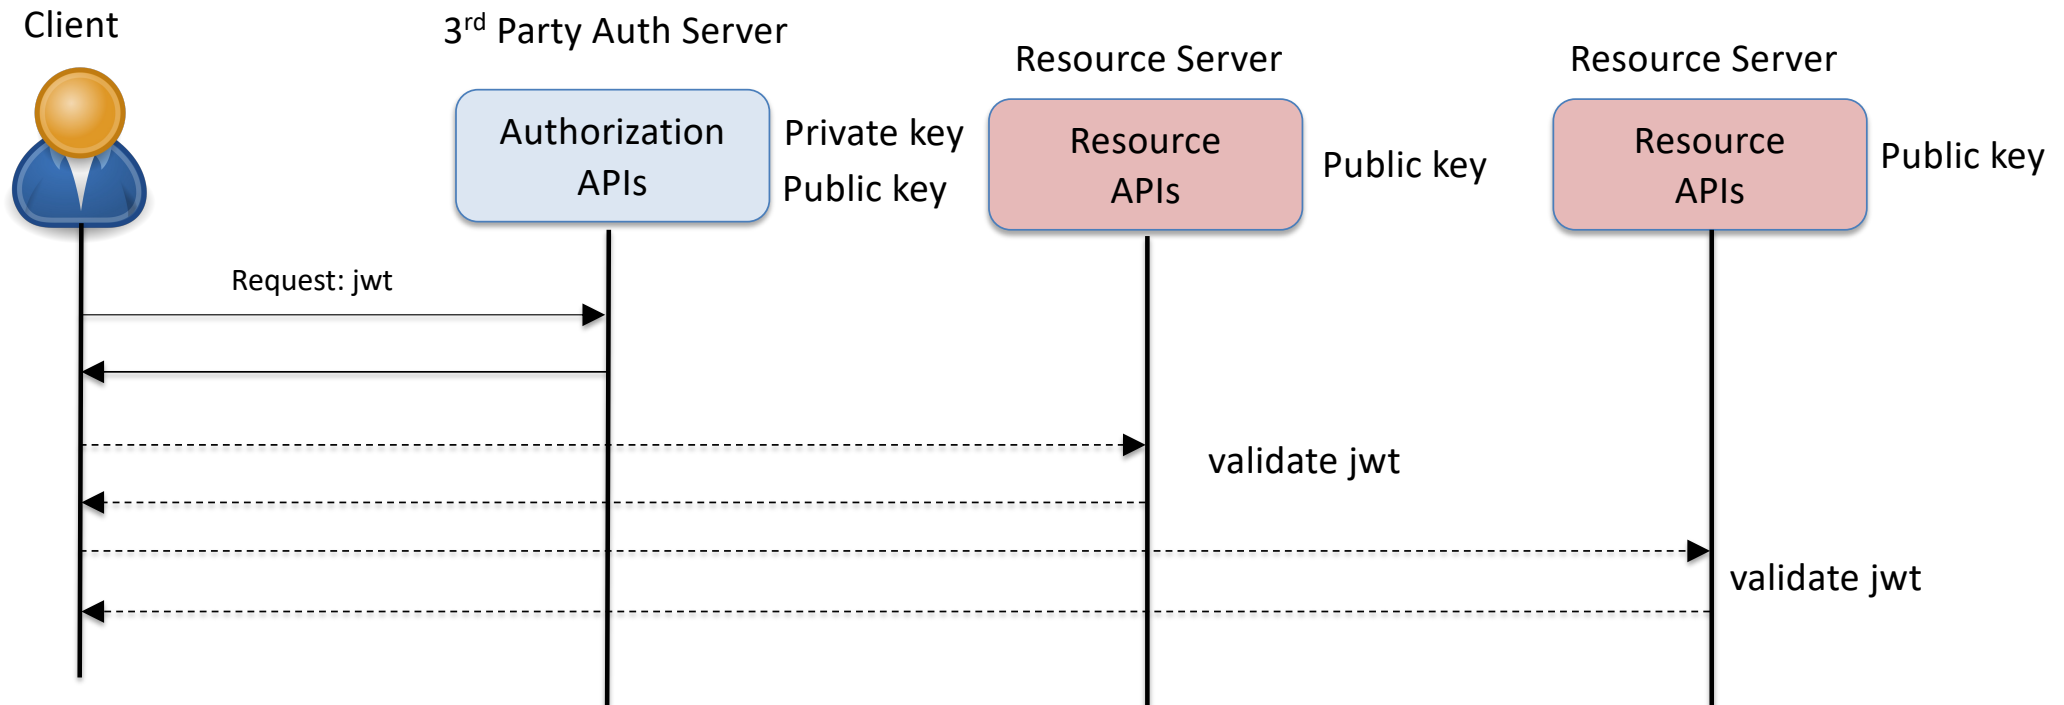 Client
3rd Party Auth Server
Resource Server
Resource Server
Authorization
APIs
Private key
Public key
Resource
APIs
Public key
Resource
APIs
Public key
Request: jwt
validate jwt
validate jwt